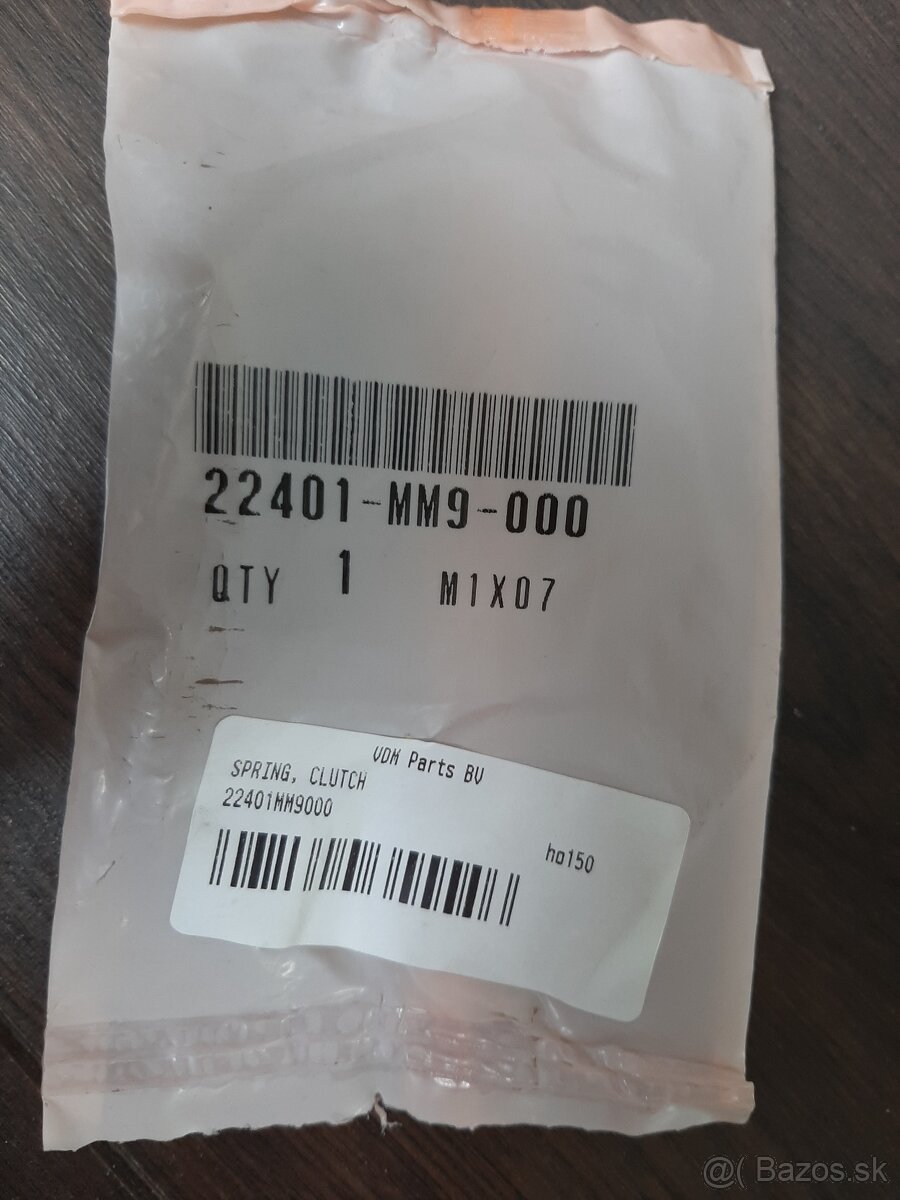 22401-MM9-000
QTY 1 M1X07
VDM Parts BV
SPRING, CLUTCH
22401MM9000
ho150
@( Bazos.sk